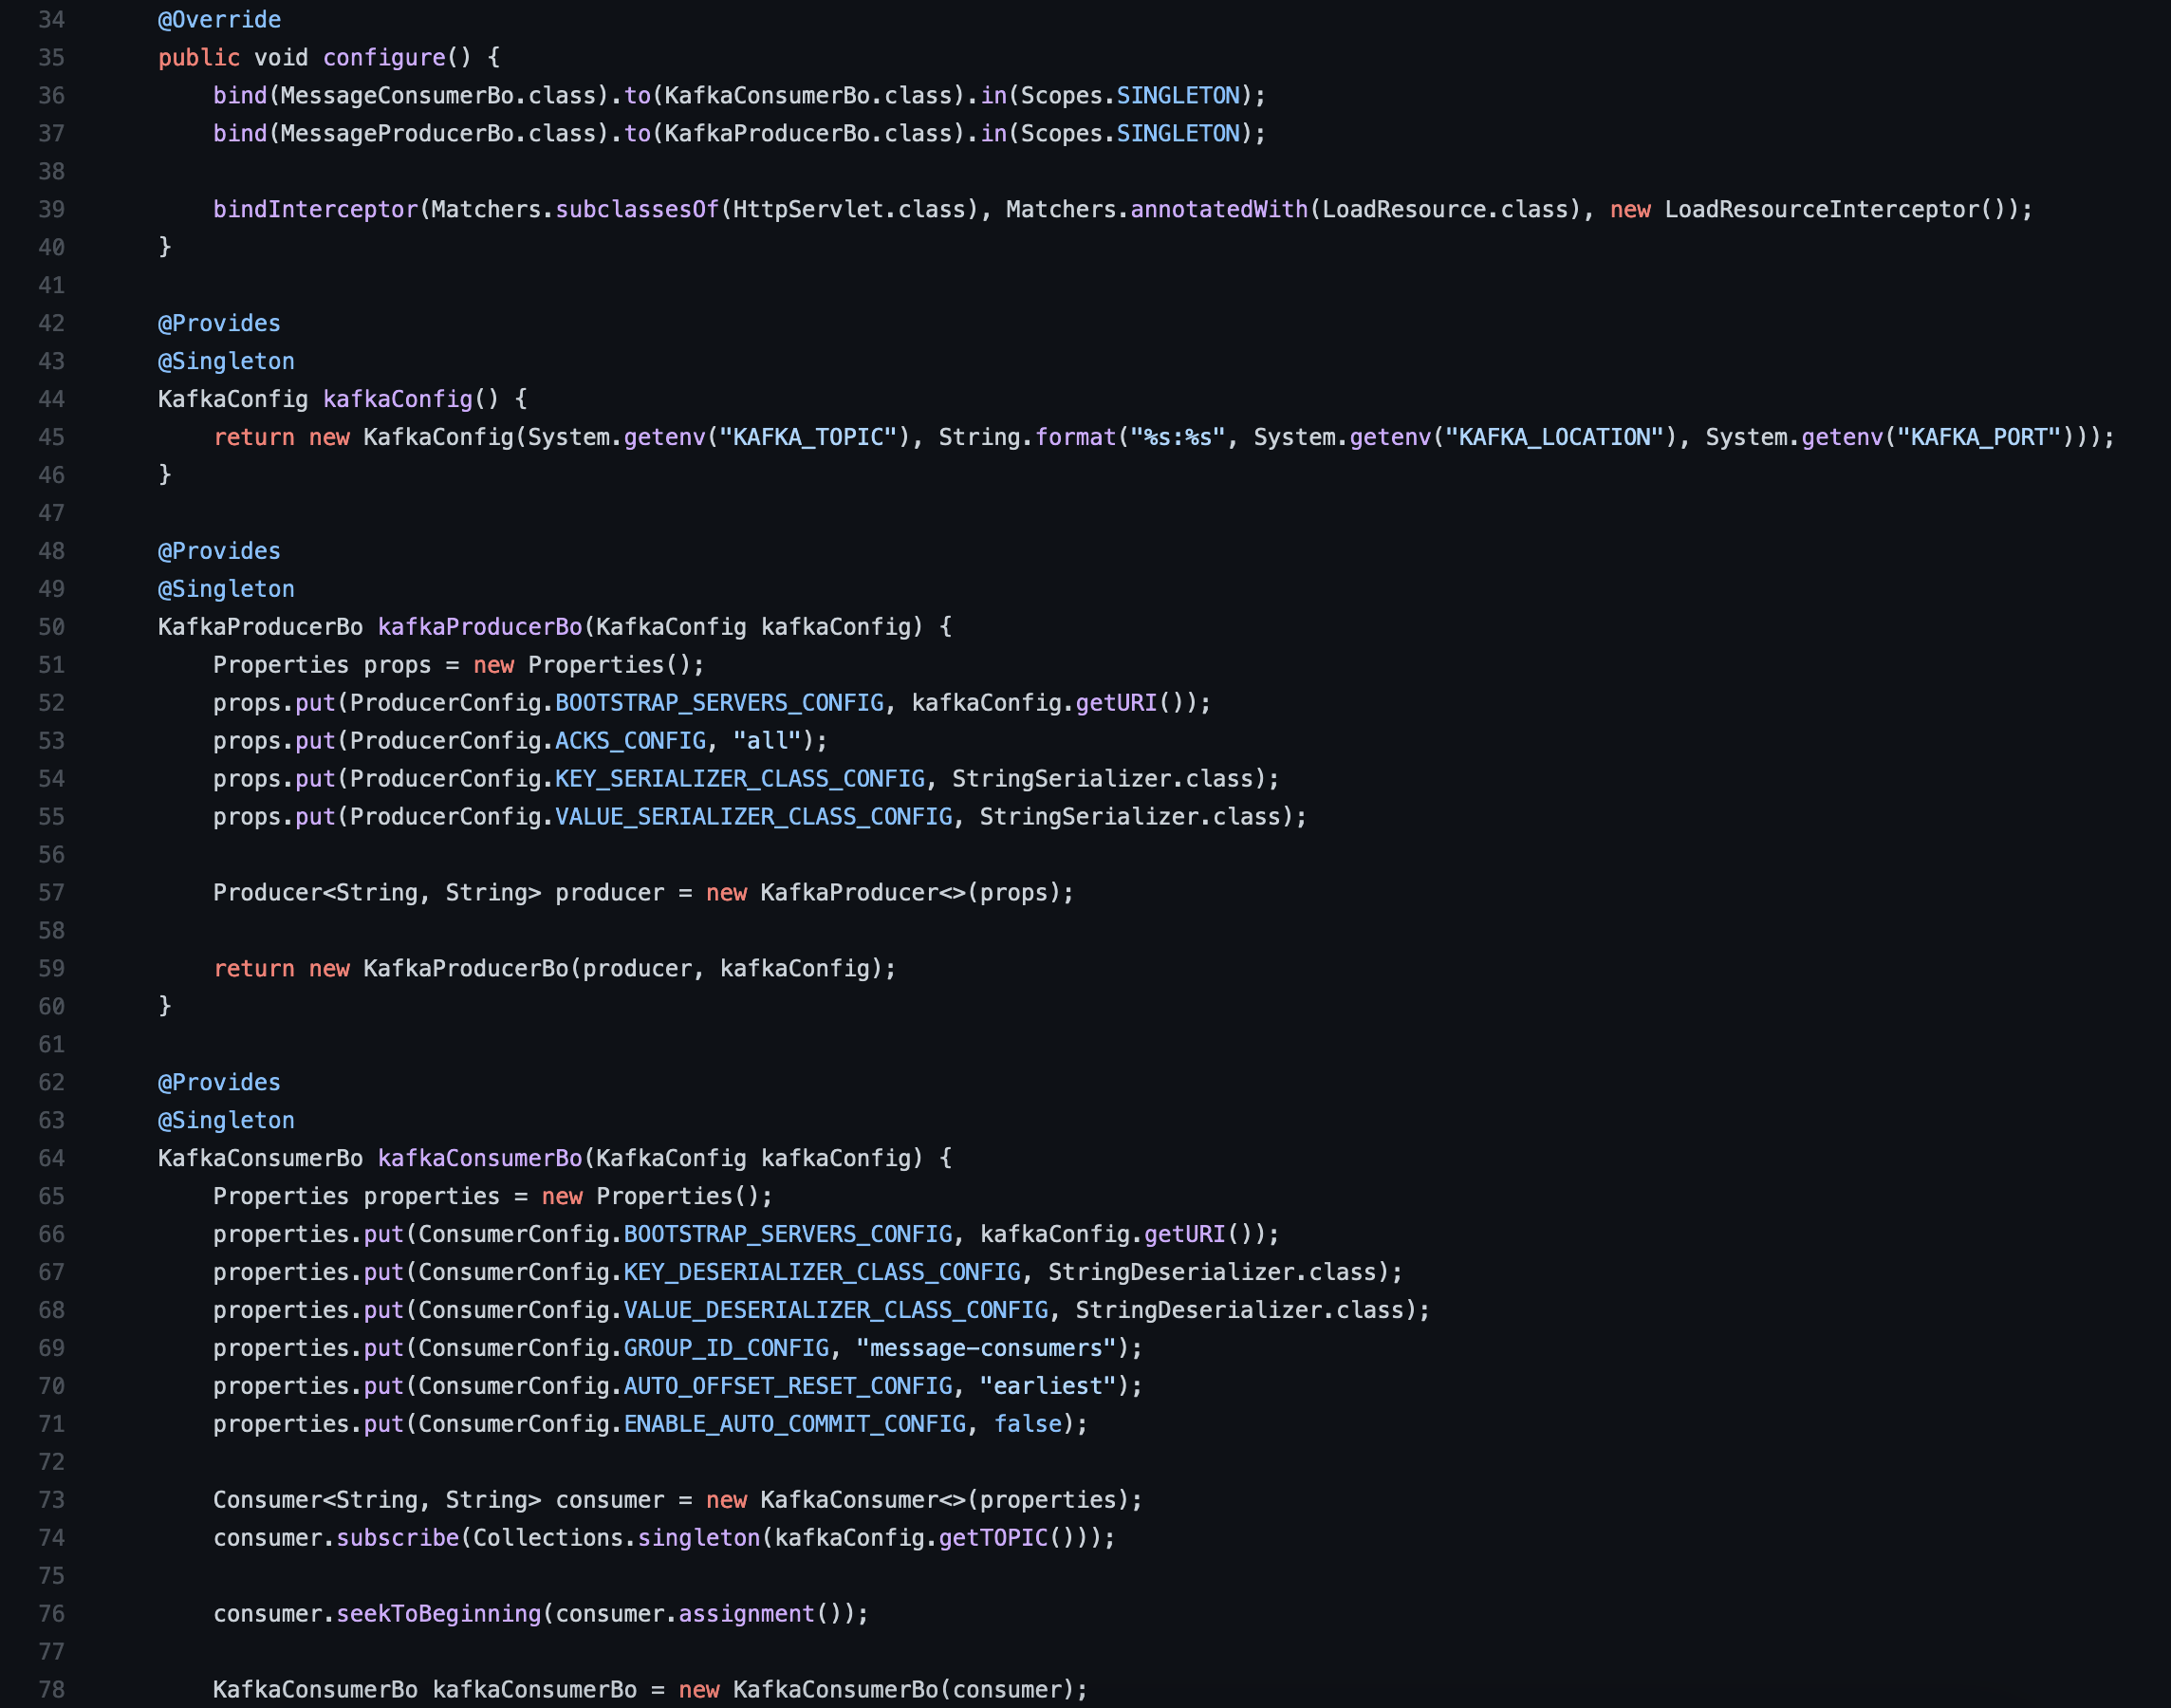 34 @Override
35 public void configure() {
36 bind(MessageConsumerBo.class).to(KafkaConsumerBo.class).in(Scopes.SINGLETON);
37 bind(MessageProducerBo.class).to(KafkaProducerBo.class).in(Scopes.SINGLETON);
38
39 bindInterceptor(Matchers.subclassesOf(HttpServlet.class), Matchers.annotatedWith(LoadResource.class), new LoadResourceInterceptor());
40 }
41
42 @Provides
43 @Singleton
44 KafkaConfig kafkaConfig() {
45 return new KafkaConfig(System.getenv("KAFKA_TOPIC"), String.format("%s:%s", System.getenv("KAFKA_LOCATION"), System.getenv("KAFKA_PORT")));
46 }
47
48 @Provides
49 @Singleton
50 KafkaProducerBo kafkaProducerBo(KafkaConfig kafkaConfig) {
51 Properties props = new Properties();
52 props.put(ProducerConfig.BOOTSTRAP_SERVERS_CONFIG, kafkaConfig.getURI());
53 props.put(ProducerConfig.ACKS_CONFIG, "all");
54 props.put(ProducerConfig.KEY_SERIALIZER_CLASS_CONFIG, StringSerializer.class);
55 props.put(ProducerConfig.VALUE_SERIALIZER_CLASS_CONFIG, StringSerializer.class);
56
57 Producer<String, String> producer = new KafkaProducer<>(props);
58
59 return new KafkaProducerBo(producer, kafkaConfig);
60 }
61
62 @Provides
63 @Singleton
64 KafkaConsumerBo kafkaConsumerBo(KafkaConfig kafkaConfig) {
65 Properties properties = new Properties();
66 properties.put(ConsumerConfig.BOOTSTRAP_SERVERS_CONFIG, kafkaConfig.getURI());
67 properties.put(ConsumerConfig.KEY_DESERIALIZER_CLASS_CONFIG, StringDeserializer.class);
68 properties.put(ConsumerConfig.VALUE_DESERIALIZER_CLASS_CONFIG, StringDeserializer.class);
69 properties.put(ConsumerConfig.GROUP_ID_CONFIG, "message-consumers");
70 properties.put(ConsumerConfig.AUTO_OFFSET_RESET_CONFIG, "earliest");
71 properties.put(ConsumerConfig.ENABLE_AUTO_COMMIT_CONFIG, false);
72
73 Consumer<String, String> consumer = new KafkaConsumer<>(properties);
74 consumer.subscribe(Collections.singleton(kafkaConfig.getTOPIC()));
75
76 consumer.seekToBeginning(consumer.assignment());
77
78 KafkaConsumerBo kafkaConsumerBo = new KafkaConsumerBo(consumer);